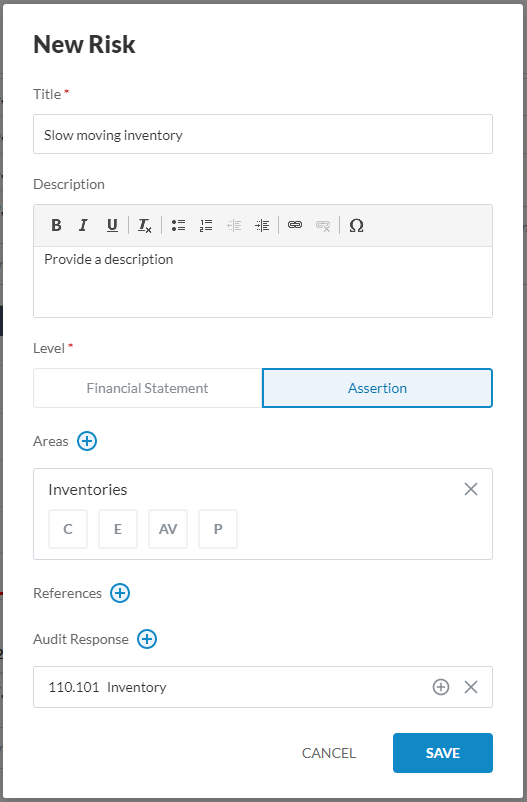 New Risk
Title *
Slow moving inventory
Description
B I U Ix Ω
Provide a description
Level *
Financial Statement Assertion
Areas
Inventories
C E AV P
References
Audit Response
110.101 Inventory
CANCEL SAVE